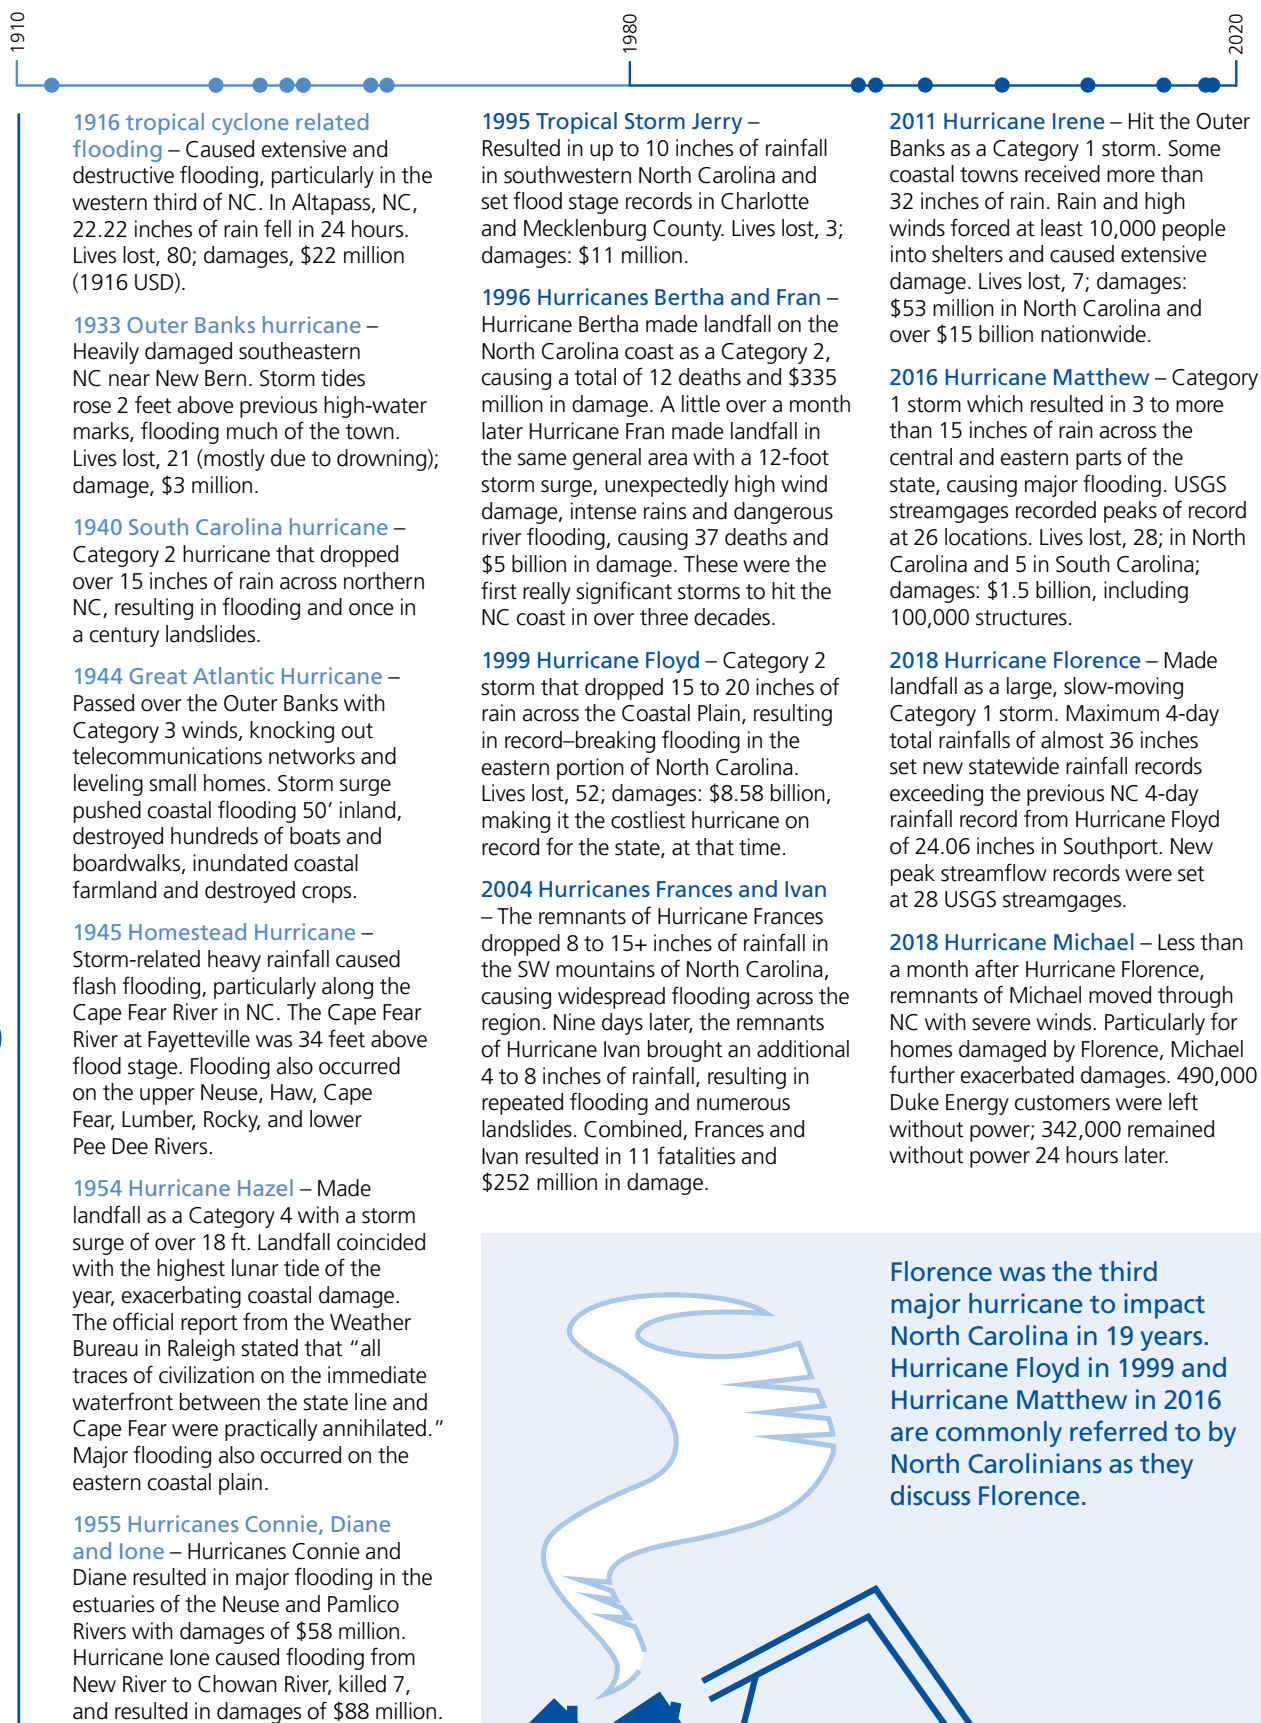 1910
1980
2020
1916 tropical cyclone related
flooding – Caused extensive and
destructive flooding, particularly in the
western third of NC. In Altapass, NC,
22.22 inches of rain fell in 24 hours.
Lives lost, 80; damages, $22 million
(1916 USD).
1933 Outer Banks hurricane –
Heavily damaged southeastern
NC near New Bern. Storm tides
rose 2 feet above previous high-water
marks, flooding much of the town.
Lives lost, 21 (mostly due to drowning);
damage, $3 million.
1940 South Carolina hurricane –
Category 2 hurricane that dropped
over 15 inches of rain across northern
NC, resulting in flooding and once in
a century landslides.
1944 Great Atlantic Hurricane –
Passed over the Outer Banks with
Category 3 winds, knocking out
telecommunications networks and
leveling small homes. Storm surge
pushed coastal flooding 50′ inland,
destroyed hundreds of boats and
boardwalks, inundated coastal
farmland and destroyed crops.
1945 Homestead Hurricane –
Storm-related heavy rainfall caused
flash flooding, particularly along the
Cape Fear River in NC. The Cape Fear
River at Fayetteville was 34 feet above
flood stage. Flooding also occurred
on the upper Neuse, Haw, Cape
Fear, Lumber, Rocky, and lower
Pee Dee Rivers.
1954 Hurricane Hazel – Made
landfall as a Category 4 with a storm
surge of over 18 ft. Landfall coincided
with the highest lunar tide of the
year, exacerbating coastal damage.
The official report from the Weather
Bureau in Raleigh stated that “all
traces of civilization on the immediate
waterfront between the state line and
Cape Fear were practically annihilated.”
Major flooding also occurred on the
eastern coastal plain.
1955 Hurricanes Connie, Diane
and Ione – Hurricanes Connie and
Diane resulted in major flooding in the
estuaries of the Neuse and Pamlico
Rivers with damages of $58 million.
Hurricane Ione caused flooding from
New River to Chowan River, killed 7,
and resulted in damages of $88 million.
1995 Tropical Storm Jerry –
Resulted in up to 10 inches of rainfall
in southwestern North Carolina and
set flood stage records in Charlotte
and Mecklenburg County. Lives lost, 3;
damages: $11 million.
1996 Hurricanes Bertha and Fran –
Hurricane Bertha made landfall on the
North Carolina coast as a Category 2,
causing a total of 12 deaths and $335
million in damage. A little over a month
later Hurricane Fran made landfall in
the same general area with a 12-foot
storm surge, unexpectedly high wind
damage, intense rains and dangerous
river flooding, causing 37 deaths and
$5 billion in damage. These were the
first really significant storms to hit the
NC coast in over three decades.
1999 Hurricane Floyd – Category 2
storm that dropped 15 to 20 inches of
rain across the Coastal Plain, resulting
in record–breaking flooding in the
eastern portion of North Carolina.
Lives lost, 52; damages: $8.58 billion,
making it the costliest hurricane on
record for the state, at that time.
2004 Hurricanes Frances and Ivan
– The remnants of Hurricane Frances
dropped 8 to 15+ inches of rainfall in
the SW mountains of North Carolina,
causing widespread flooding across the
region. Nine days later, the remnants
of Hurricane Ivan brought an additional
4 to 8 inches of rainfall, resulting in
repeated flooding and numerous
landslides. Combined, Frances and
Ivan resulted in 11 fatalities and
$252 million in damage.
2011 Hurricane Irene – Hit the Outer
Banks as a Category 1 storm. Some
coastal towns received more than
32 inches of rain. Rain and high
winds forced at least 10,000 people
into shelters and caused extensive
damage. Lives lost, 7; damages:
$53 million in North Carolina and
over $15 billion nationwide.
2016 Hurricane Matthew – Category
1 storm which resulted in 3 to more
than 15 inches of rain across the
central and eastern parts of the
state, causing major flooding. USGS
streamgages recorded peaks of record
at 26 locations. Lives lost, 28; in North
Carolina and 5 in South Carolina;
damages: $1.5 billion, including
100,000 structures.
2018 Hurricane Florence – Made
landfall as a large, slow-moving
Category 1 storm. Maximum 4-day
total rainfalls of almost 36 inches
set new statewide rainfall records
exceeding the previous NC 4-day
rainfall record from Hurricane Floyd
of 24.06 inches in Southport. New
peak streamflow records were set
at 28 USGS streamgages.
2018 Hurricane Michael – Less than
a month after Hurricane Florence,
remnants of Michael moved through
NC with severe winds. Particularly for
homes damaged by Florence, Michael
further exacerbated damages. 490,000
Duke Energy customers were left
without power; 342,000 remained
without power 24 hours later.
Florence was the third
major hurricane to impact
North Carolina in 19 years.
Hurricane Floyd in 1999 and
Hurricane Matthew in 2016
are commonly referred to by
North Carolinians as they
discuss Florence.